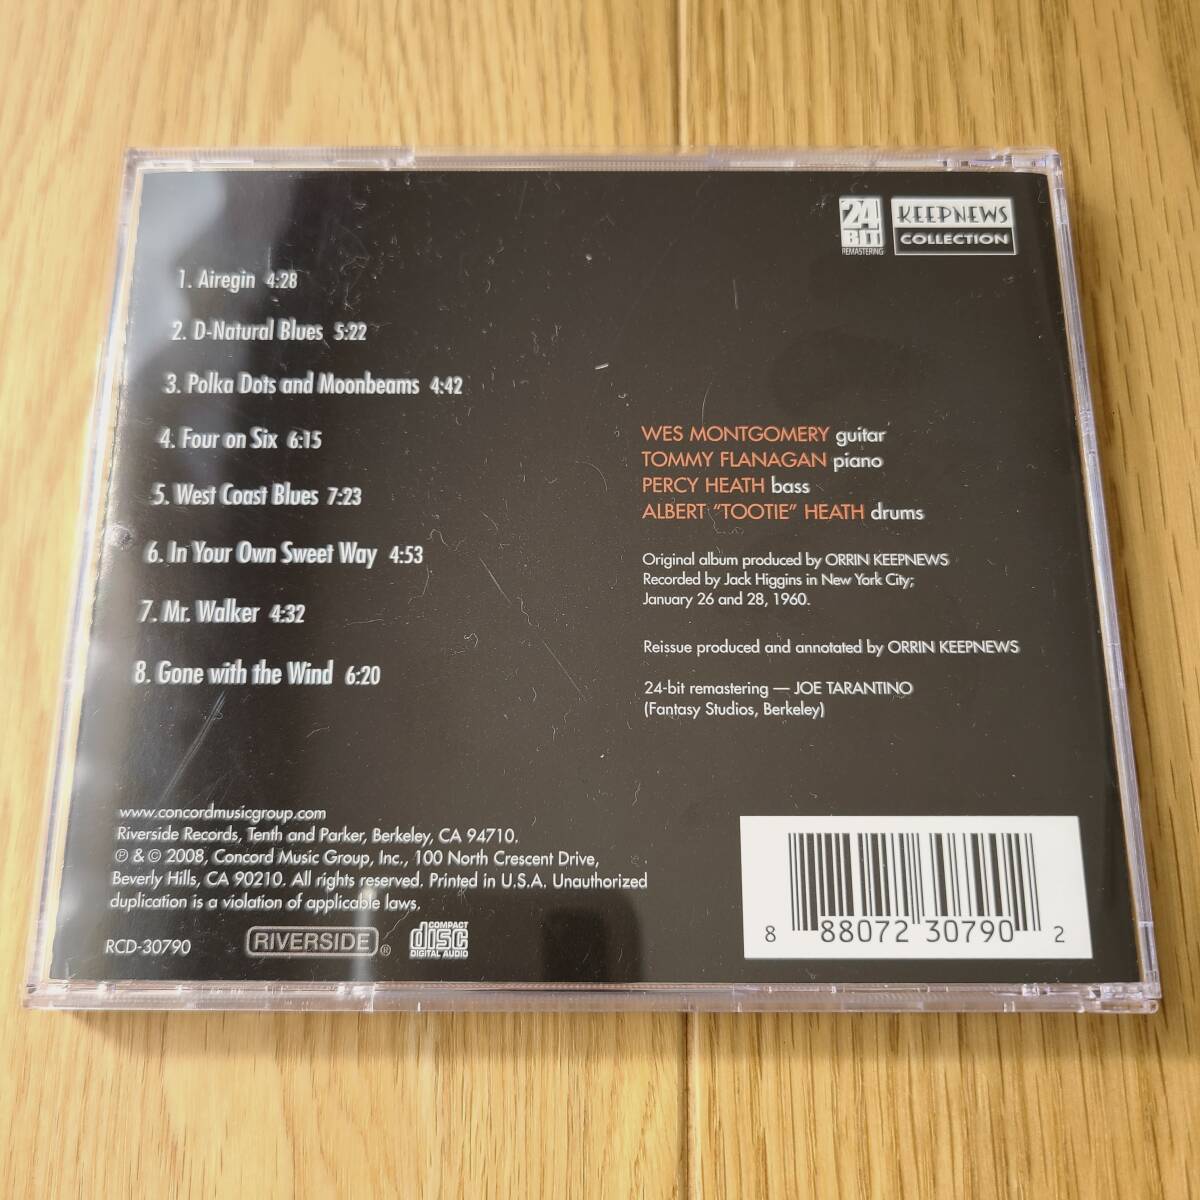 24
BIT
REMASTERING
KEEPNEWS
COLLECTION
1. Airegin 4:28
2. D-Natural Blues 5:22
3. Polka Dots and Moonbeams 4:42
4. Four on Six 6:15
5. West Coast Blues 7:23
6. In Your Own Sweet Way 4:53
7. Mr. Walker 4:32
8. Gone with the Wind 6:20
WES MONTGOMERY guitar
TOMMY FLANAGAN piano
PERCY HEATH bass
ALBERT “TOOTIE” HEATH drums
Original album produced by ORRIN KEEPNEWS
Recorded by Jack Higgins in New York City;
January 26 and 28, 1960.
Reissue produced and annotated by ORRIN KEEPNEWS
24-bit remastering — JOE TARANTINO
(Fantasy Studios, Berkeley)
www.concordmusicgroup.com
Riverside Records, Tenth and Parker, Berkeley, CA 94710.
℗ & © 2008, Concord Music Group, Inc., 100 North Crescent Drive,
Beverly Hills, CA 90210. All rights reserved. Printed in U.S.A. Unauthorized
duplication is a violation of applicable laws.
RCD-30790
RIVERSIDE®
COMPACT
disc
DIGITAL AUDIO
8 88072 30790 2